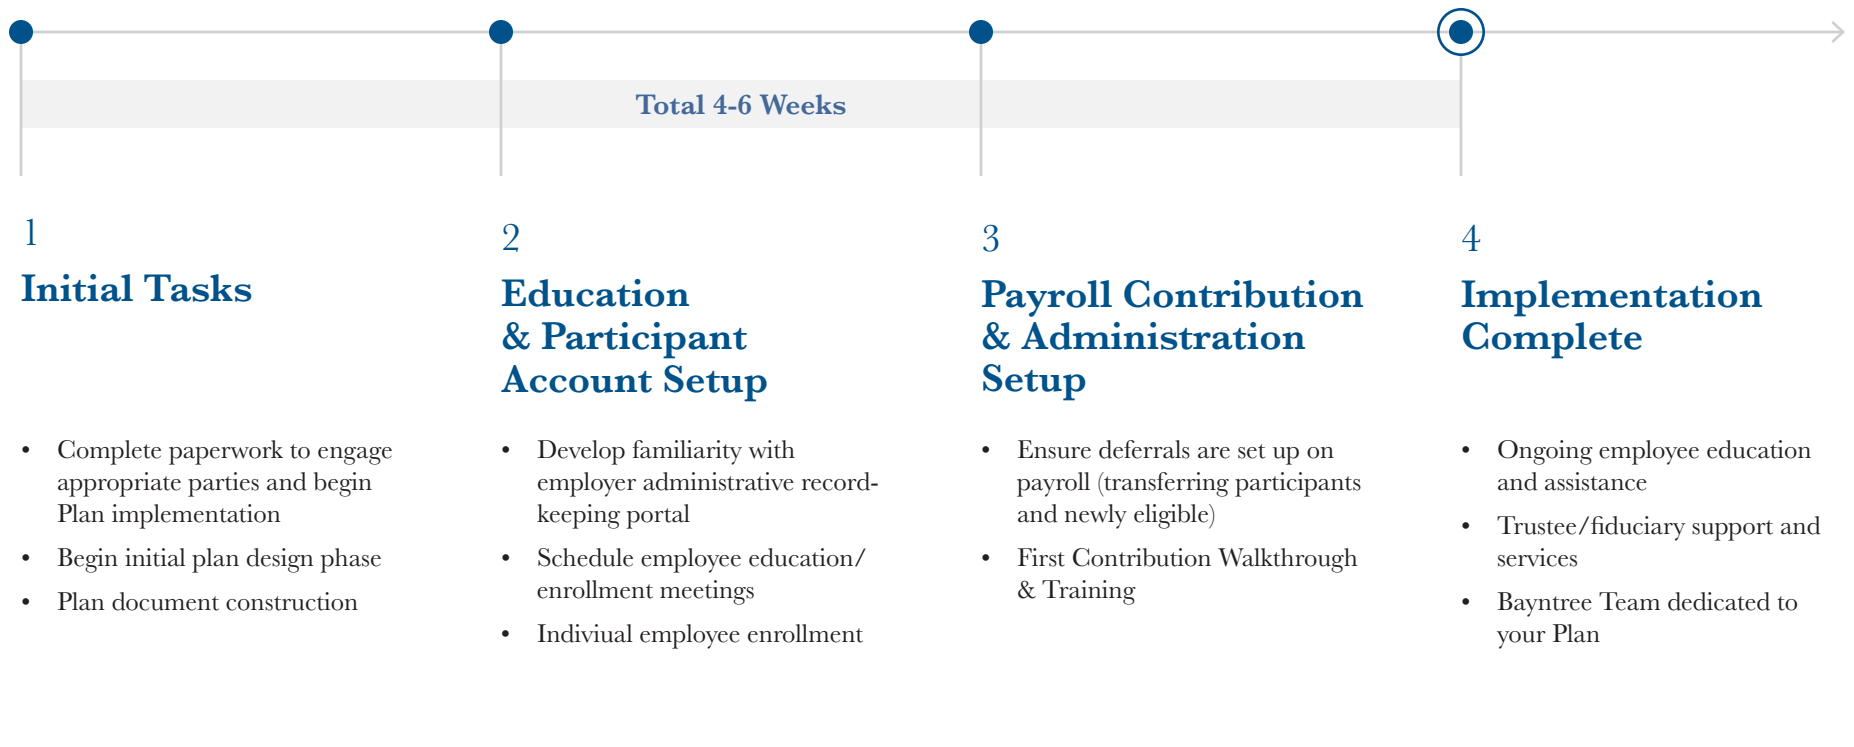 Total 4-6 Weeks
1
Initial Tasks
• Complete paperwork to engage
appropriate parties and begin
Plan implementation
• Begin initial plan design phase
• Plan document construction
2
Education
& Participant
Account Setup
• Develop familiarity with
employer administrative record-
keeping portal
• Schedule employee education/
enrollment meetings
• Indiviual employee enrollment
3
Payroll Contribution
& Administration
Setup
• Ensure deferrals are set up on
payroll (transferring participants
and newly eligible)
• First Contribution Walkthrough
& Training
4
Implementation
Complete
• Ongoing employee education
and assistance
• Trustee/fiduciary support and
services
• Bayntree Team dedicated to
your Plan